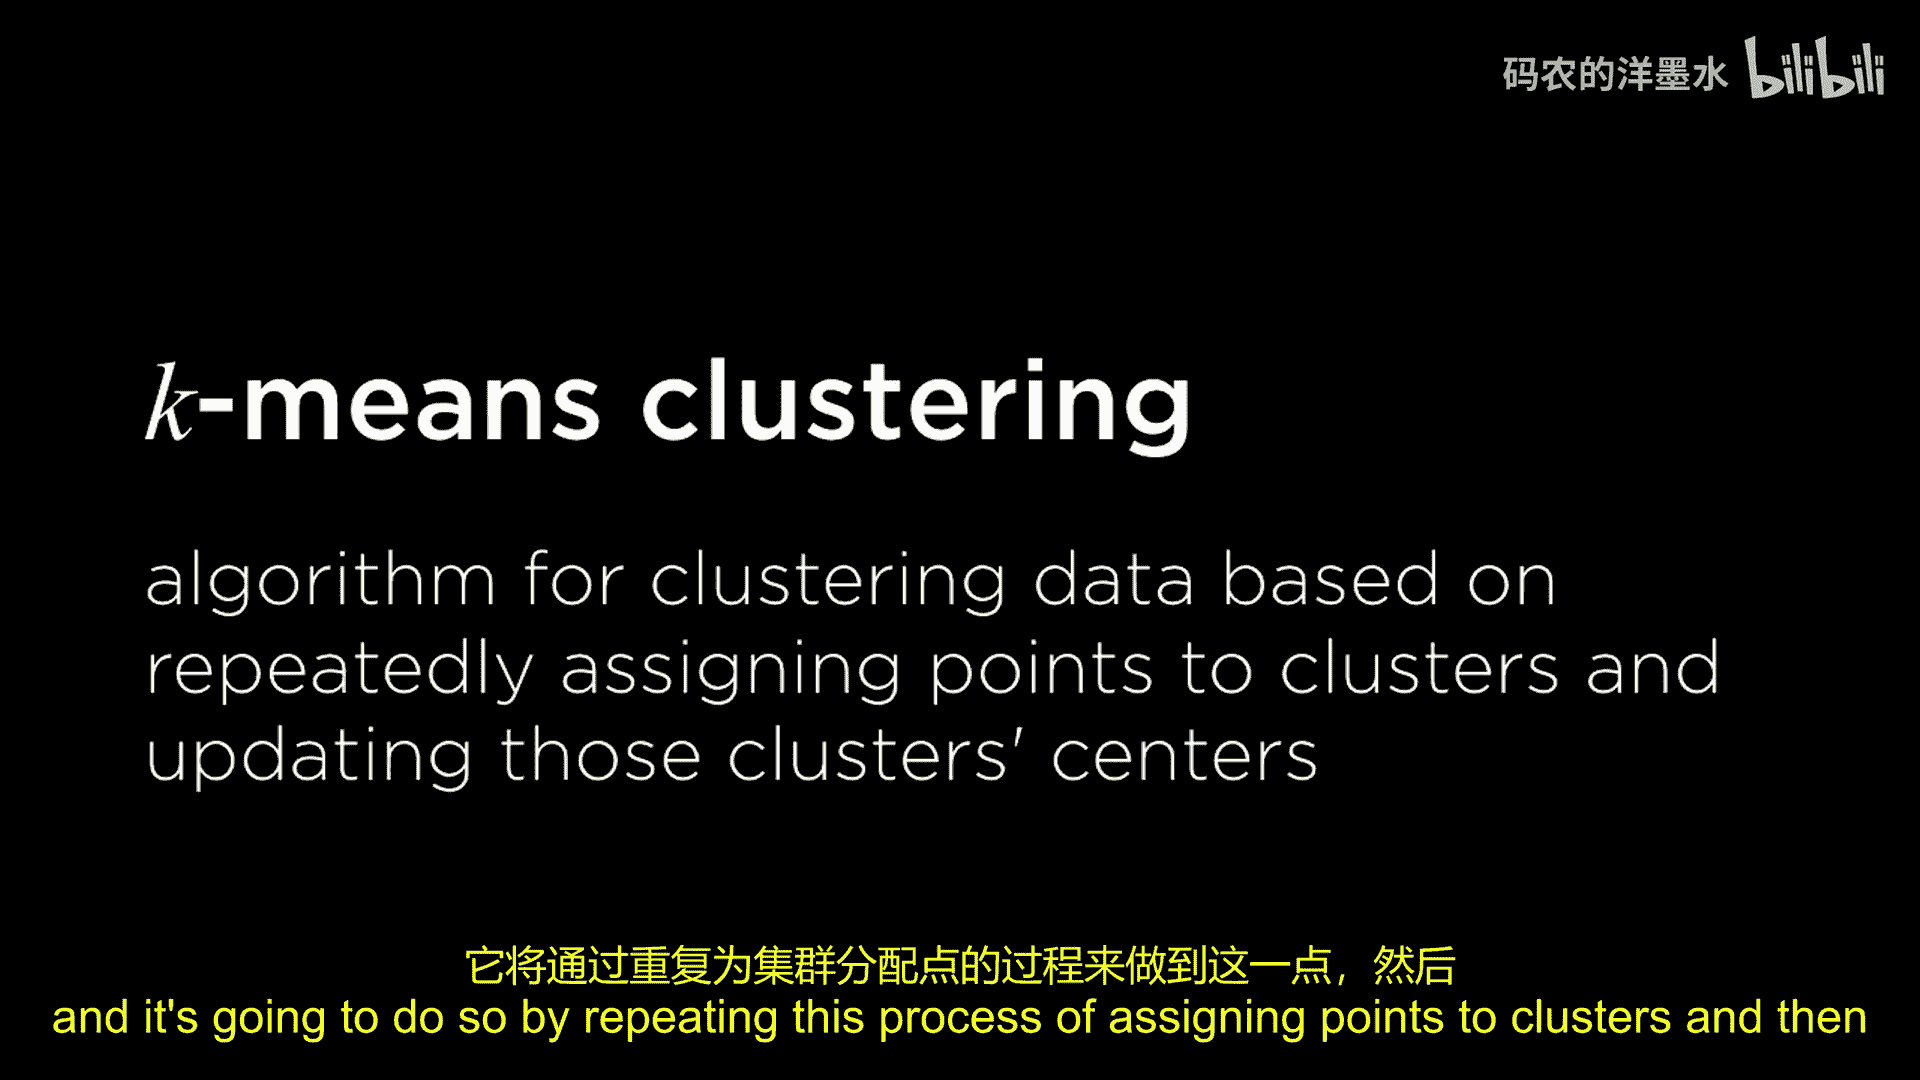 码农的洋墨水 bilibili
k-means clustering
algorithm for clustering data based on
repeatedly assigning points to clusters and
updating those clusters' centers
它将通过重复为集群分配点的过程来做到这一点，然后
and it's going to do so by repeating this process of assigning points to clusters and then